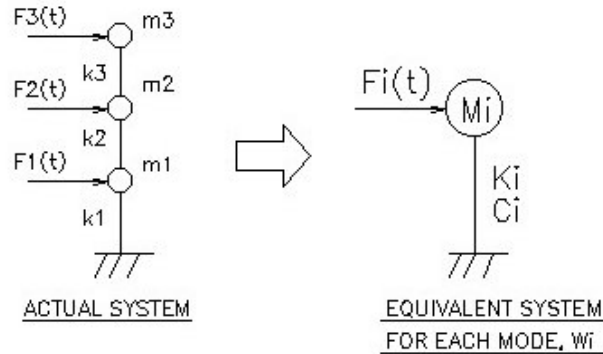 F3(t)
m3
k3
F2(t)
m2
k2
F1(t)
m1
k1
ACTUAL SYSTEM
Fi(t)
Mi
Ki
Ci
EQUIVALENT SYSTEM
FOR EACH MODE, Wi